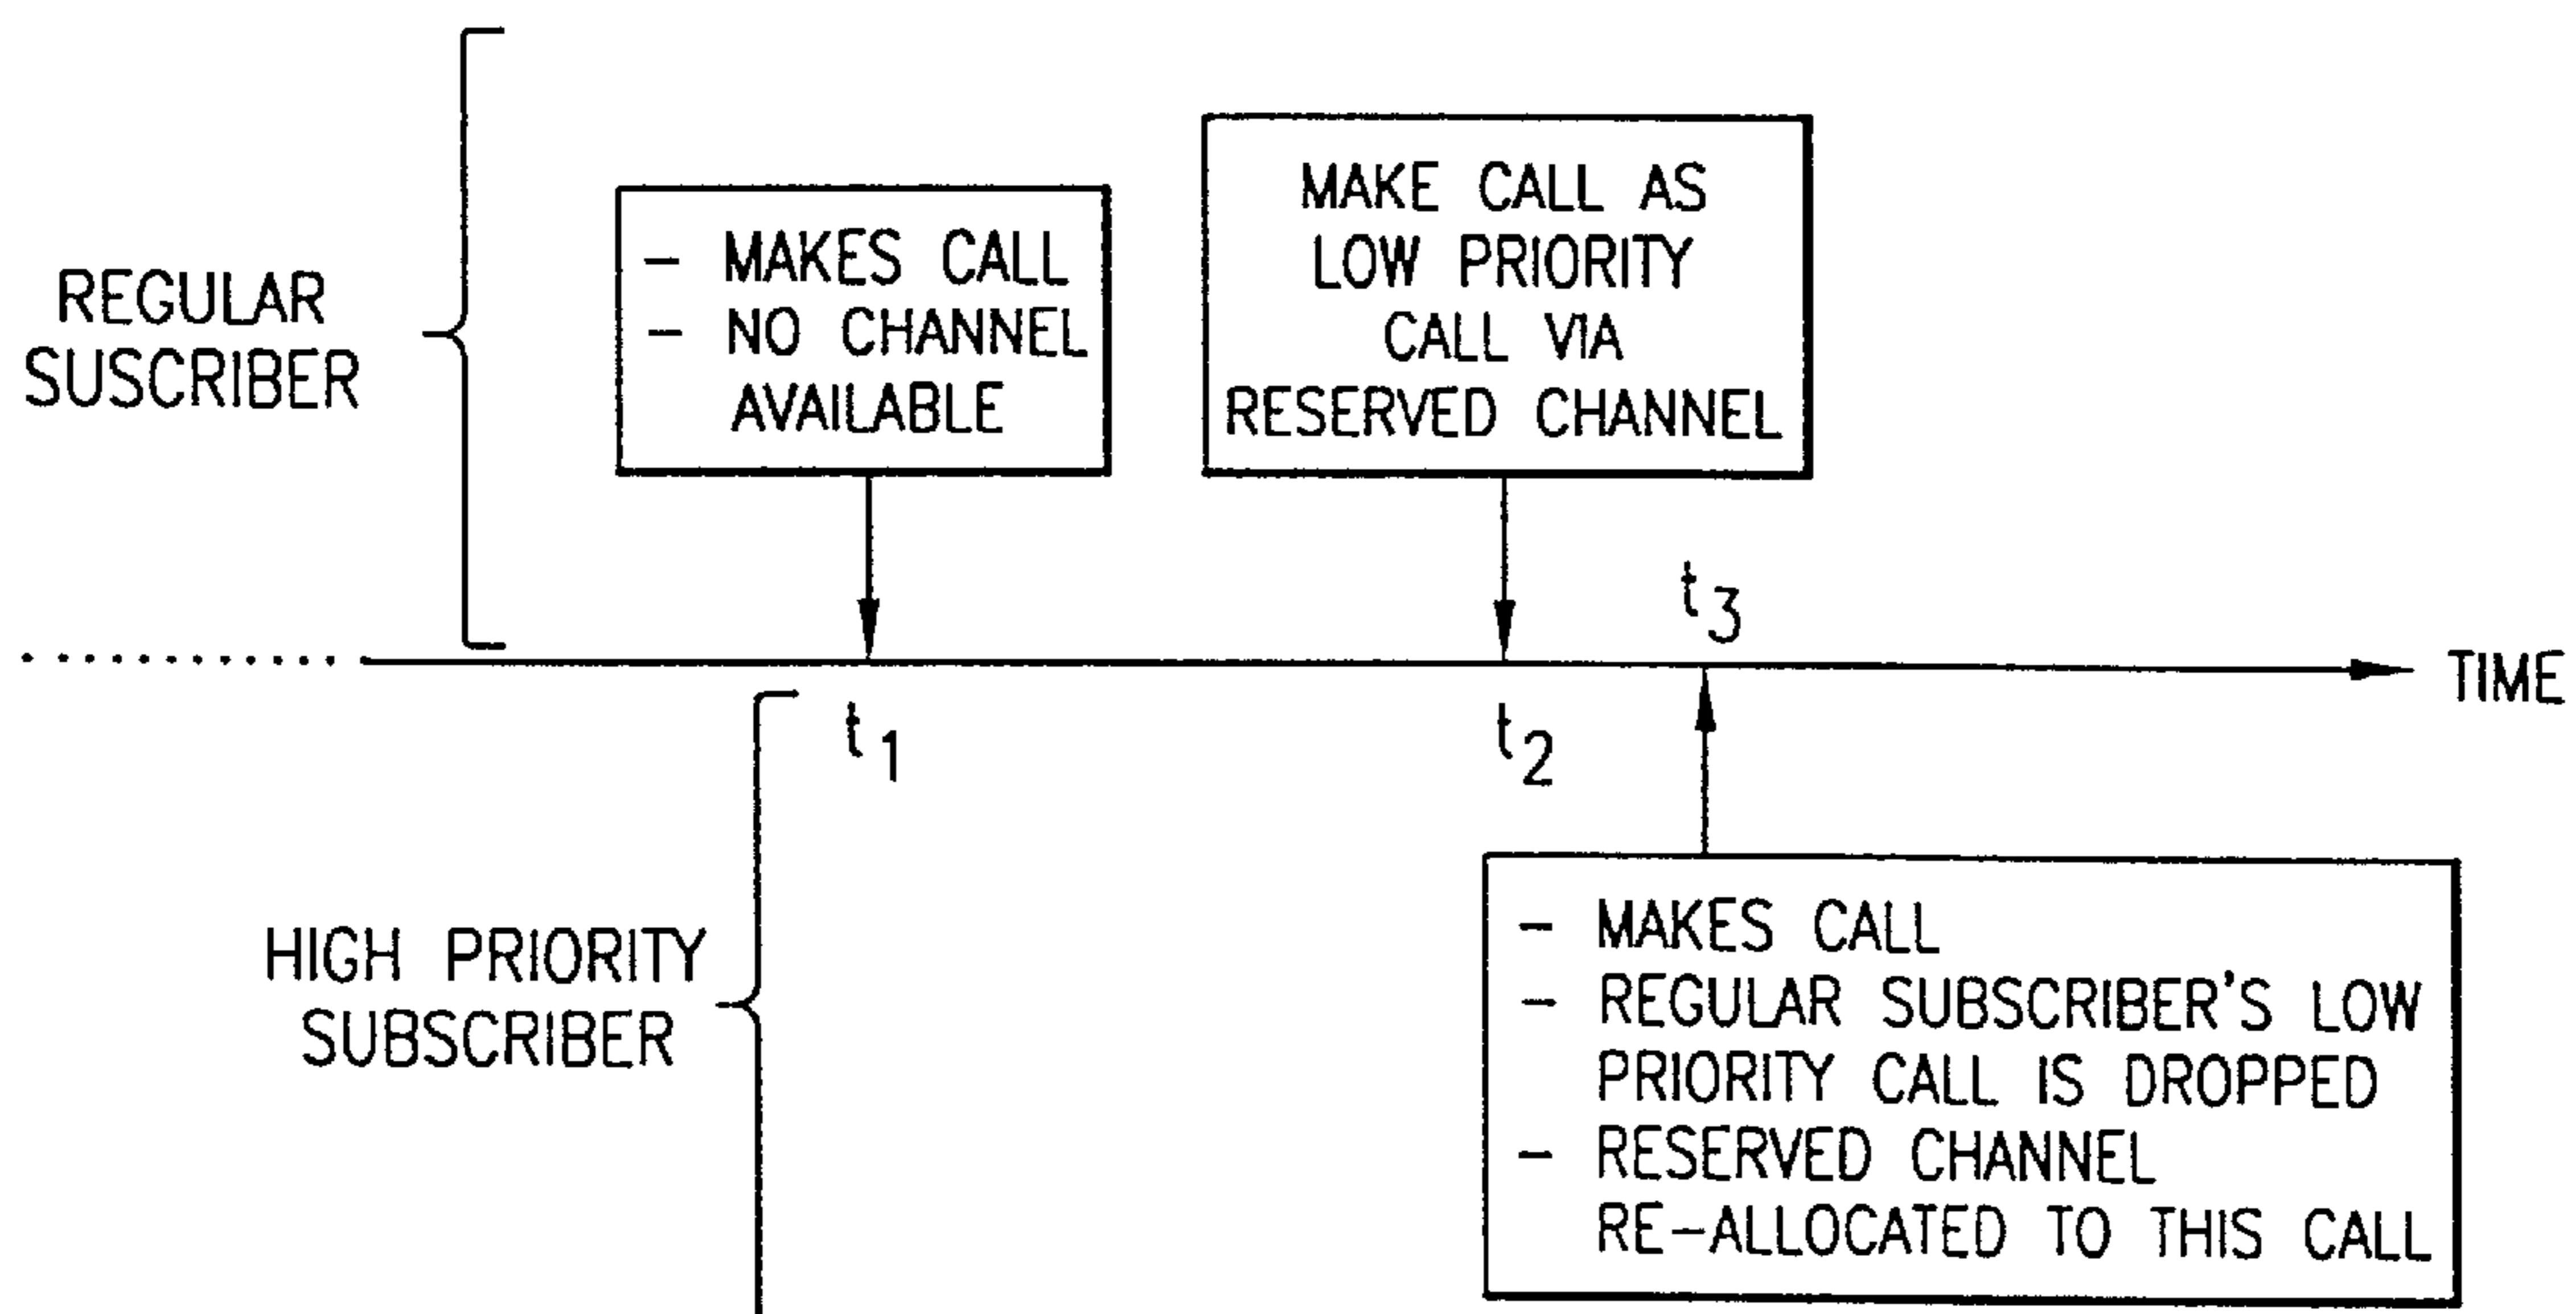 REGULAR
SUSCRIBER
- MAKES CALL
- NO CHANNEL
AVAILABLE
MAKE CALL AS
LOW PRIORITY
CALL VIA
RESERVED CHANNEL
t3
TIME
t1
t2
HIGH PRIORITY
SUBSCRIBER
- MAKES CALL
- REGULAR SUBSCRIBER'S LOW
PRIORITY CALL IS DROPPED
- RESERVED CHANNEL
RE-ALLOCATED TO THIS CALL